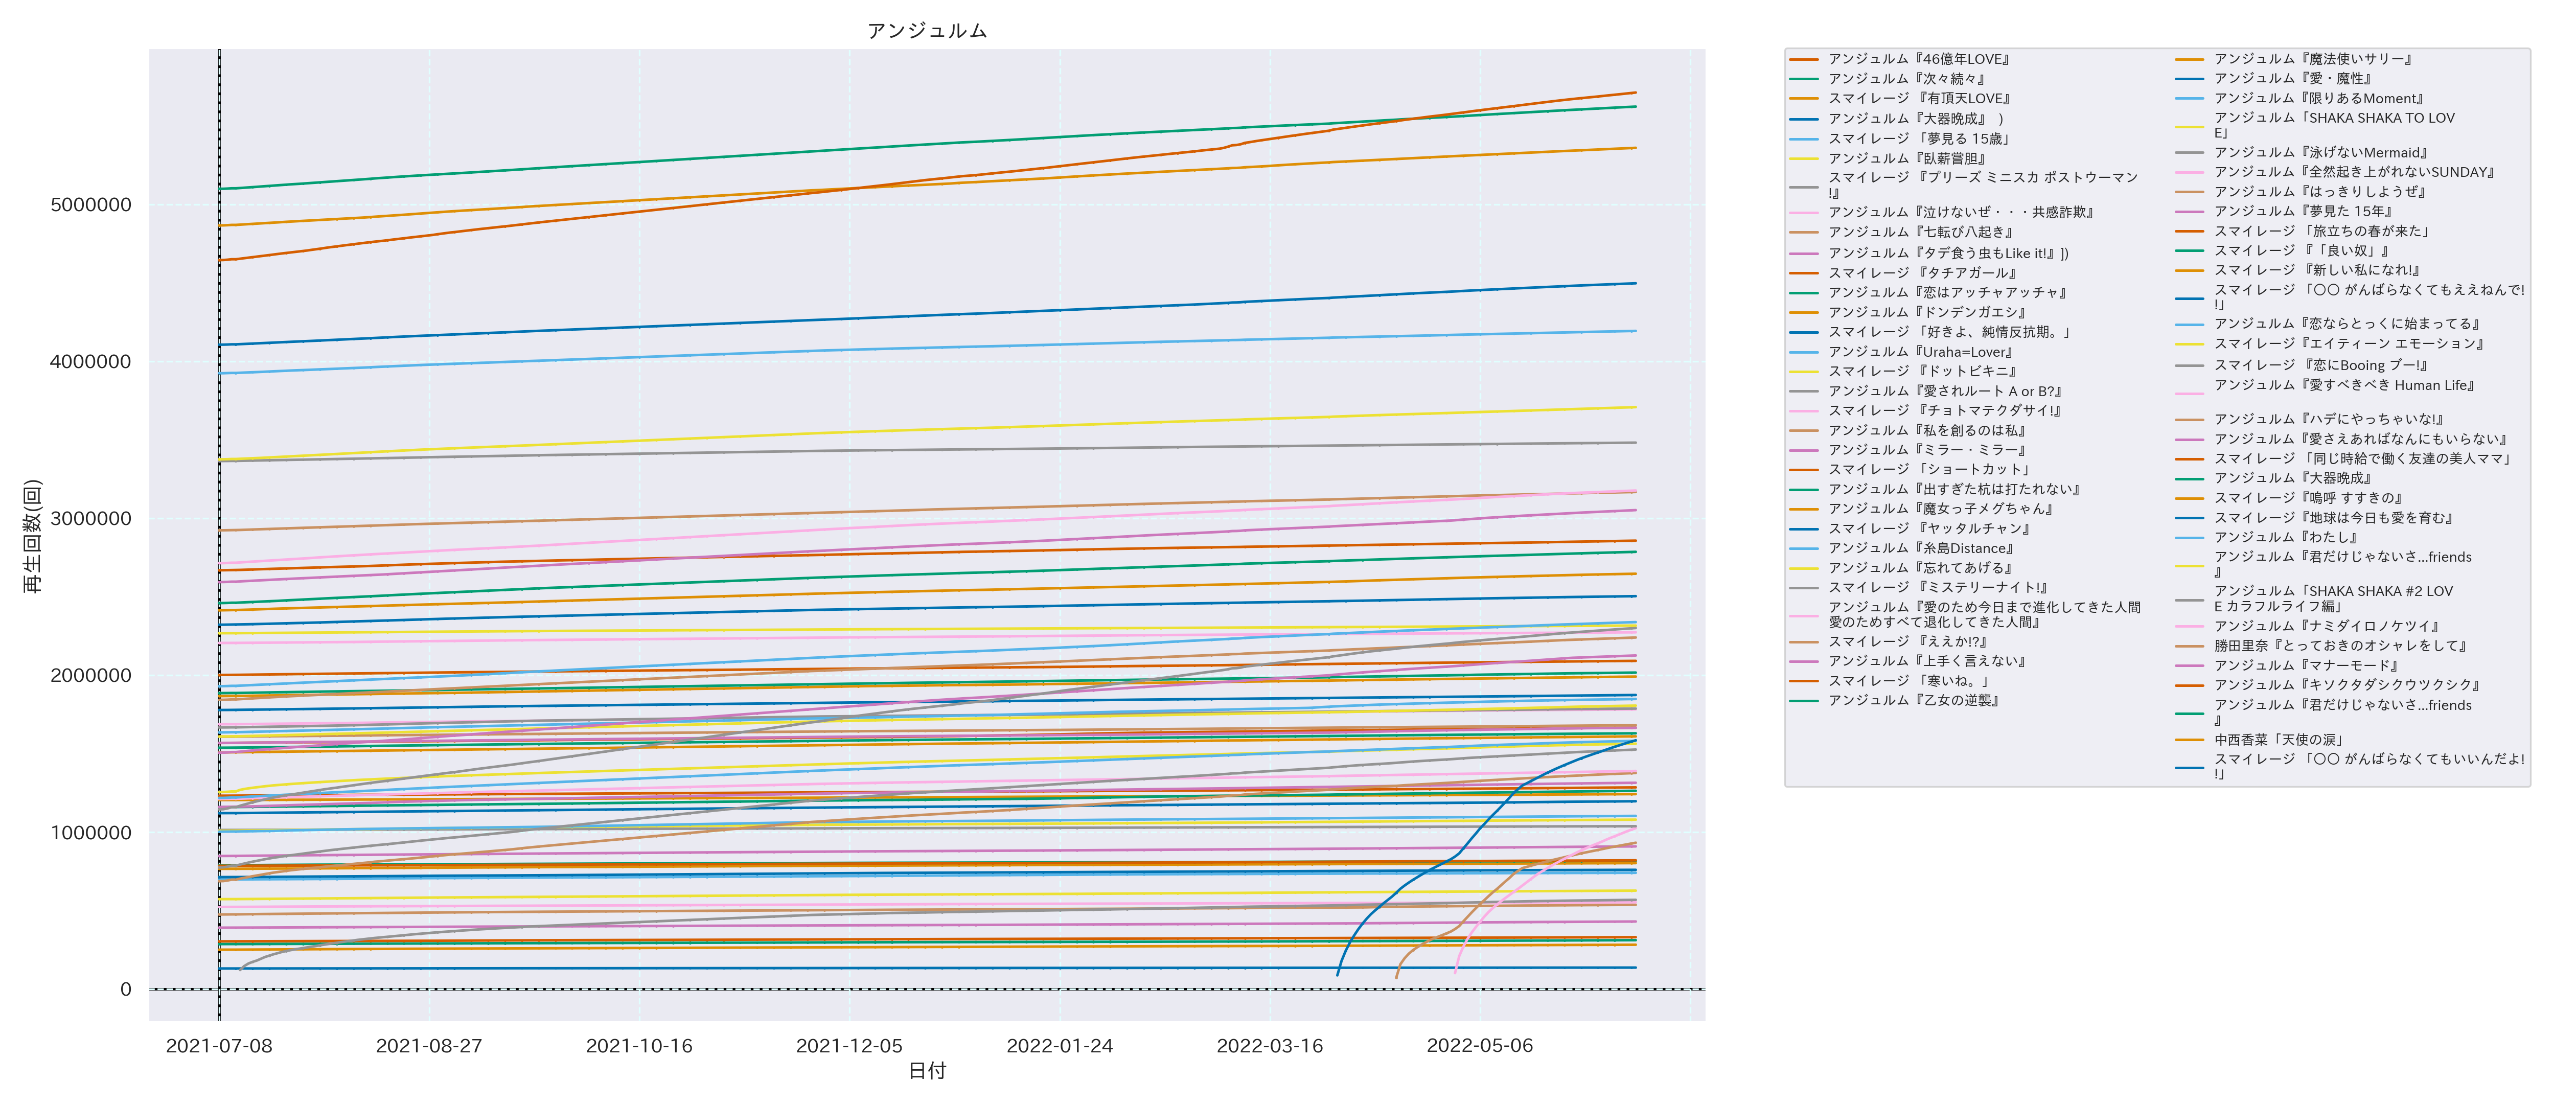 アンジュルム
再生回数(回)
5000000
4000000
3000000
2000000
1000000
0
2021-07-08
2021-08-27
2021-10-16
2021-12-05
2022-01-24
2022-03-16
2022-05-06
日付
アンジュルム『46億年LOVE』
アンジュルム『次々続々』
スマイレージ 『有頂天LOVE』
アンジュルム『大器晩成』 )
スマイレージ 「夢見る 15歳」
アンジュルム『臥薪嘗胆』
スマイレージ 『プリーズ ミニスカ ポストウーマン
!』
アンジュルム『泣けないぜ・・・共感詐欺』
アンジュルム『七転び八起き』
アンジュルム『タデ食う虫もLike it!』])
スマイレージ 『タチアガール』
アンジュルム『恋はアッチャアッチャ』
アンジュルム『ドンデンガエシ』
スマイレージ 「好きよ、純情反抗期。」
アンジュルム『Uraha=Lover』
スマイレージ 『ドットビキニ』
アンジュルム『愛されルート A or B?』
スマイレージ 『チョトマテクダサイ!』
アンジュルム『私を創るのは私』
アンジュルム『ミラー・ミラー』
スマイレージ 「ショートカット」
アンジュルム『出すぎた杭は打たれない』
アンジュルム『魔女っ子メグちゃん』
スマイレージ 『ヤッタルチャン』
アンジュルム『糸島Distance』
アンジュルム『忘れてあげる』
スマイレージ 『ミステリーナイト!』
アンジュルム『愛のため今日まで進化してきた人間
愛のためすべて退化してきた人間』
スマイレージ 『ええか!?』
アンジュルム『上手く言えない』
スマイレージ 「寒いね。」
アンジュルム『乙女の逆襲』
アンジュルム『魔法使いサリー』
アンジュルム『愛・魔性』
アンジュルム『限りあるMoment』
アンジュルム「SHAKA SHAKA TO LOV
E」
アンジュルム『泳げないMermaid』
アンジュルム『全然起き上がれないSUNDAY』
アンジュルム『はっきりしようぜ』
アンジュルム『夢見た 15年』
スマイレージ 「旅立ちの春が来た」
スマイレージ 『「良い奴」』
スマイレージ 『新しい私になれ!』
スマイレージ 「〇〇 がんばらなくてもええねんで!
!」
アンジュルム『恋ならとっくに始まってる』
スマイレージ『エイティーン エモーション』
スマイレージ 『恋にBooing ブー!』
アンジュルム『愛すべきべき Human Life』
アンジュルム『ハデにやっちゃいな!』
アンジュルム『愛さえあればなんにもいらない』
スマイレージ 「同じ時給で働く友達の美人ママ」
アンジュルム『大器晩成』
スマイレージ『嗚呼 すすきの』
スマイレージ『地球は今日も愛を育む』
アンジュルム『わたし』
アンジュルム『君だけじゃないさ...friends
』
アンジュルム「SHAKA SHAKA #2 LOV
E カラフルライフ編」
アンジュルム『ナミダイロノケツイ』
勝田里奈『とっておきのオシャレをして』
アンジュルム『マナーモード』
アンジュルム『キソクタダシクウツクシク』
アンジュルム『君だけじゃないさ...friends
』
中西香菜「天使の涙」
スマイレージ 「〇〇 がんばらなくてもいいんだよ!
!」